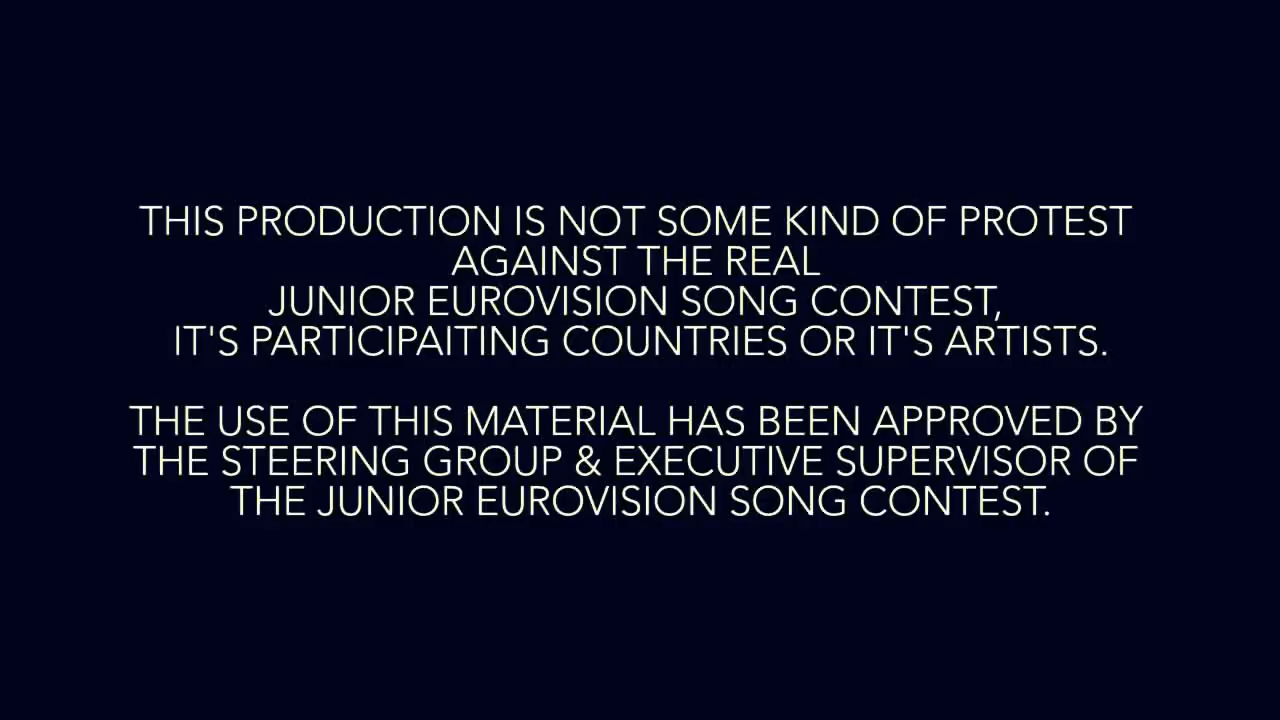 THIS PRODUCTION IS NOT SOME KIND OF PROTEST
AGAINST THE REAL
JUNIOR EUROVISION SONG CONTEST,
IT'S PARTICIPAITING COUNTRIES OR IT'S ARTISTS.
THE USE OF THIS MATERIAL HAS BEEN APPROVED BY
THE STEERING GROUP & EXECUTIVE SUPERVISOR OF
THE JUNIOR EUROVISION SONG CONTEST.